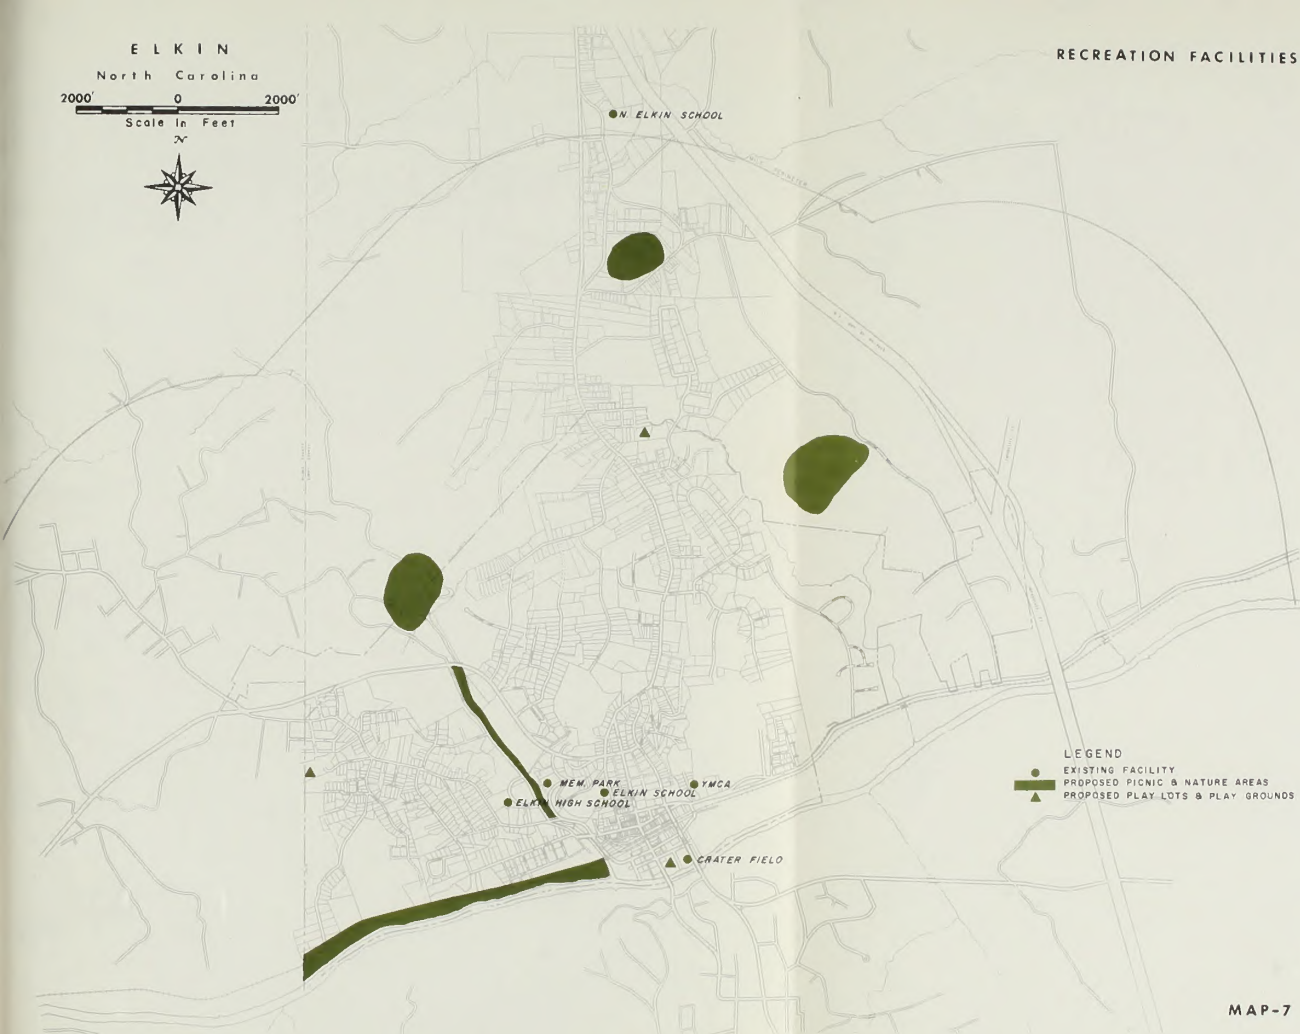 ELKIN
North Carolina
2000' 0 2000'
Scale In Feet
N
RECREATION FACILITIES
N. ELKIN SCHOOL
MEM. PARK
ELKIN SCHOOL
YMCA
ELKIN HIGH SCHOOL
CRATER FIELD
LEGEND
EXISTING FACILITY
PROPOSED PICNIC & NATURE AREAS
PROPOSED PLAY LOTS & PLAY GROUNDS
MAP-7